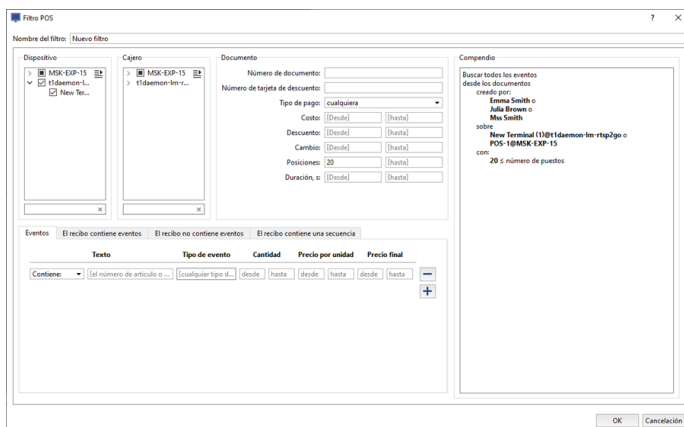 Filtro POS
Nombre del filtro: Nuevo filtro
Dispositivo
MSK-EXP-15
t1daemon-l...
New Ter...
Cajero
MSK-EXP-15
t1daemon-lm-r...
Documento
Número de documento:
Número de tarjeta de descuento:
Tipo de pago: cualquiera
Costo: [Desde] [hasta]
Descuento: [Desde] [hasta]
Cambio: [Desde] [hasta]
Posiciones: 20 [hasta]
Duración, s: [Desde] [hasta]
Compendio
Buscar todos los eventos
desde los documentos
creado por:
Emma Smith o
Julia Brown o
Mss Smith
sobre
New Terminal (1)@t1daemon-lm-rtsp2go o
POS-1@MSK-EXP-15
con:
20 ≤ número de puestos
Eventos El recibo contiene eventos El recibo no contiene eventos El recibo contiene una secuencia
Texto Tipo de evento Cantidad Precio por unidad Precio final
Contiene: [el número de artículo o ... [cualquier tipo d... desde hasta desde hasta desde hasta
OK Cancelación